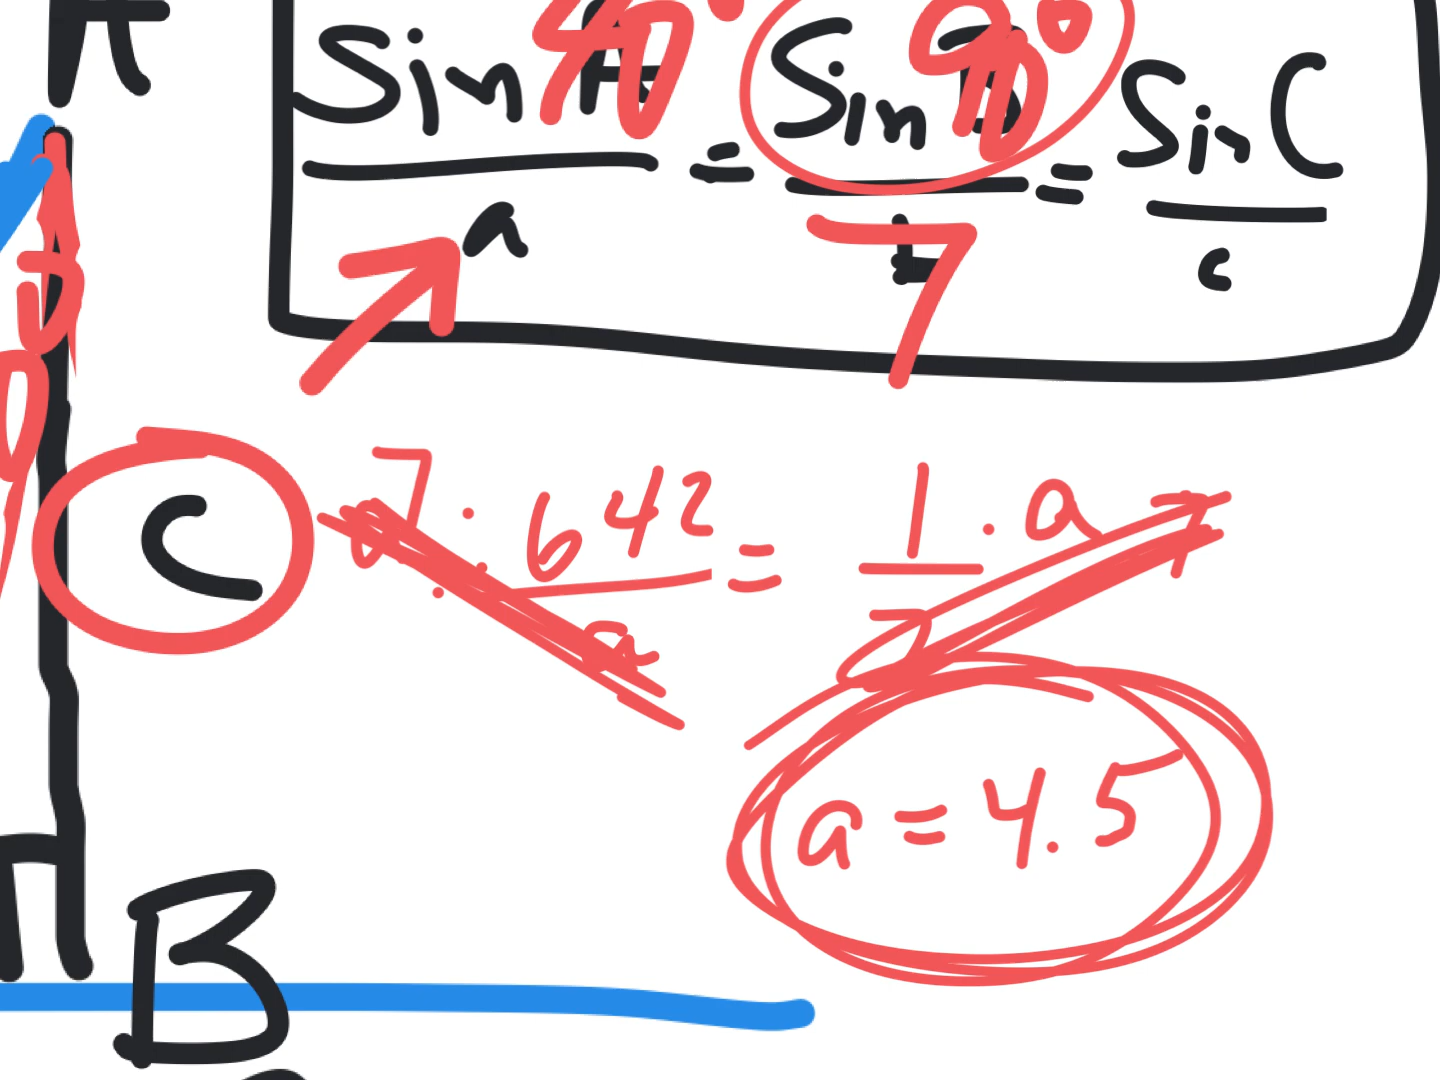 A
Sin A 40° = Sin B 90° = Sin C
a b 7 c
C
7 . 642 = 1 . a
a 7
a = 4.5
B